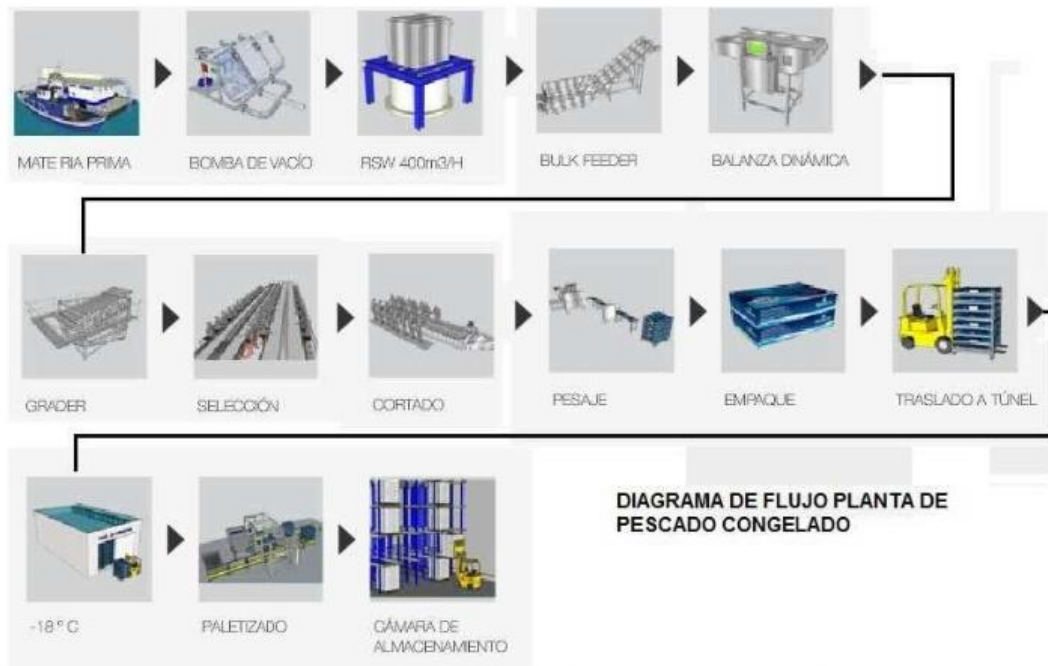 MATE RIA PRIMA
BOMBA DE VACÍO
RSW 400m3/H
BULK FEEDER
BALANZA DINÁMICA
GRADER
SELECCIÓN
CORTADO
PESAJE
EMPAQUE
TRASLADO A TÚNEL
-18 º C
PALETIZADO
CÁMARA DE
ALMACENAMIENTO
DIAGRAMA DE FLUJO PLANTA DE
PESCADO CONGELADO